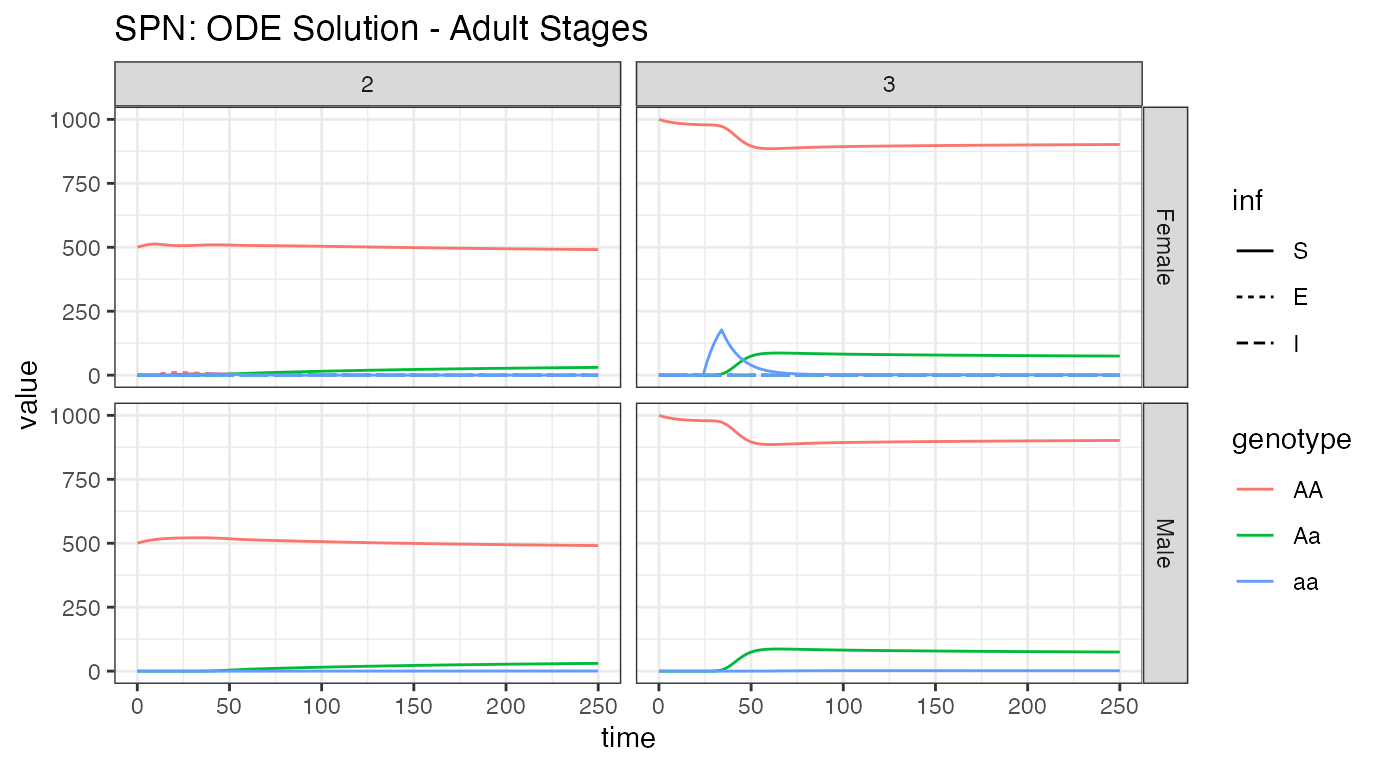 SPN: ODE Solution - Adult Stages
2
3
1000
750
500
250
0
Female
1000
750
500
250
0
Male
value
0 50 100 150 200 250
0 50 100 150 200 250
time
inf
S
E
I
genotype
AA
Aa
aa